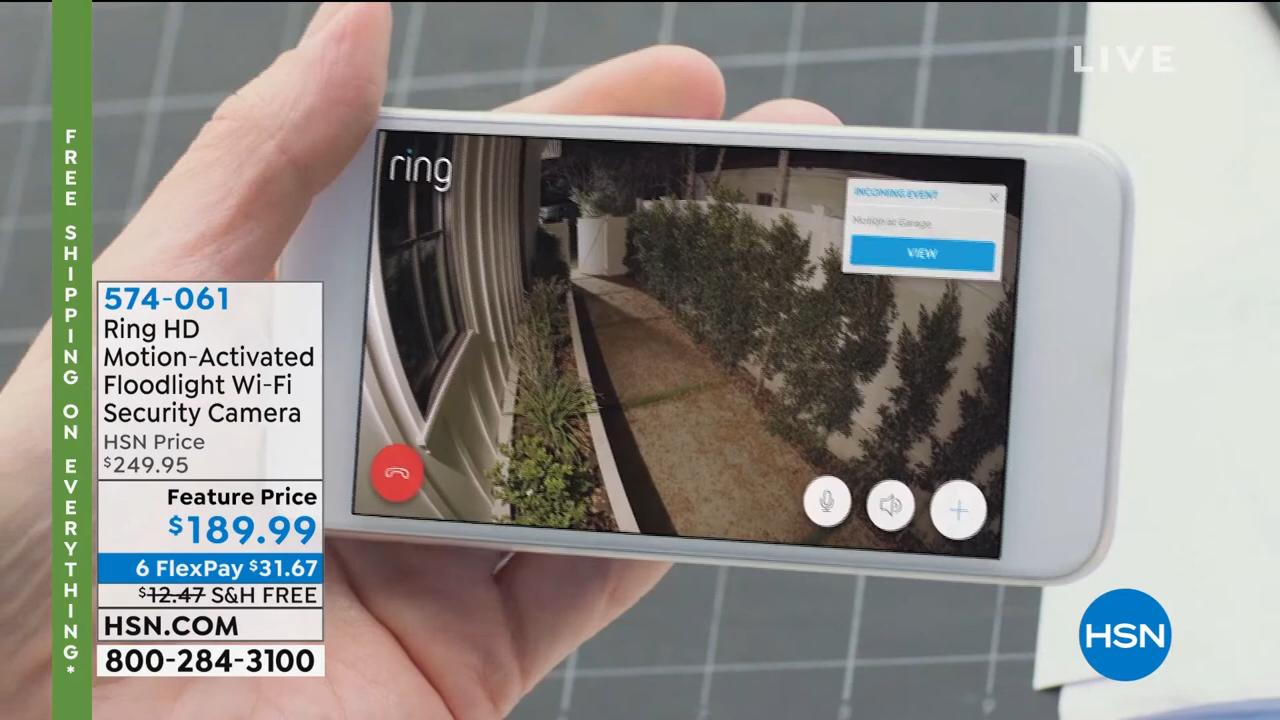 FREE SHIPPING ON EVERYTHING*
LIVE
ring
INCOMING EVENT
Motion at Garage
VIEW
574-061
Ring HD
Motion-Activated
Floodlight Wi-Fi
Security Camera
HSN Price
$249.95
Feature Price
$189.99
6 FlexPay $31.67
$12.47 S&H FREE
HSN.COM
800-284-3100
HSN